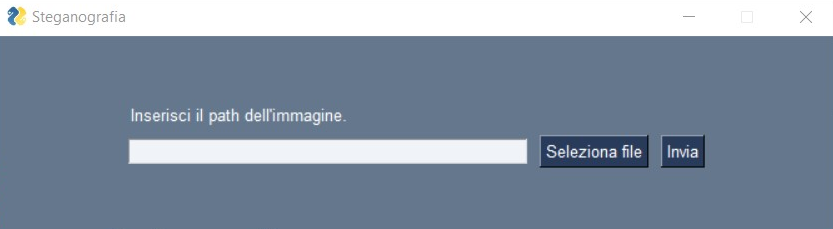 Steganografia
Inserisci il path dell'immagine.
Seleziona file Invia